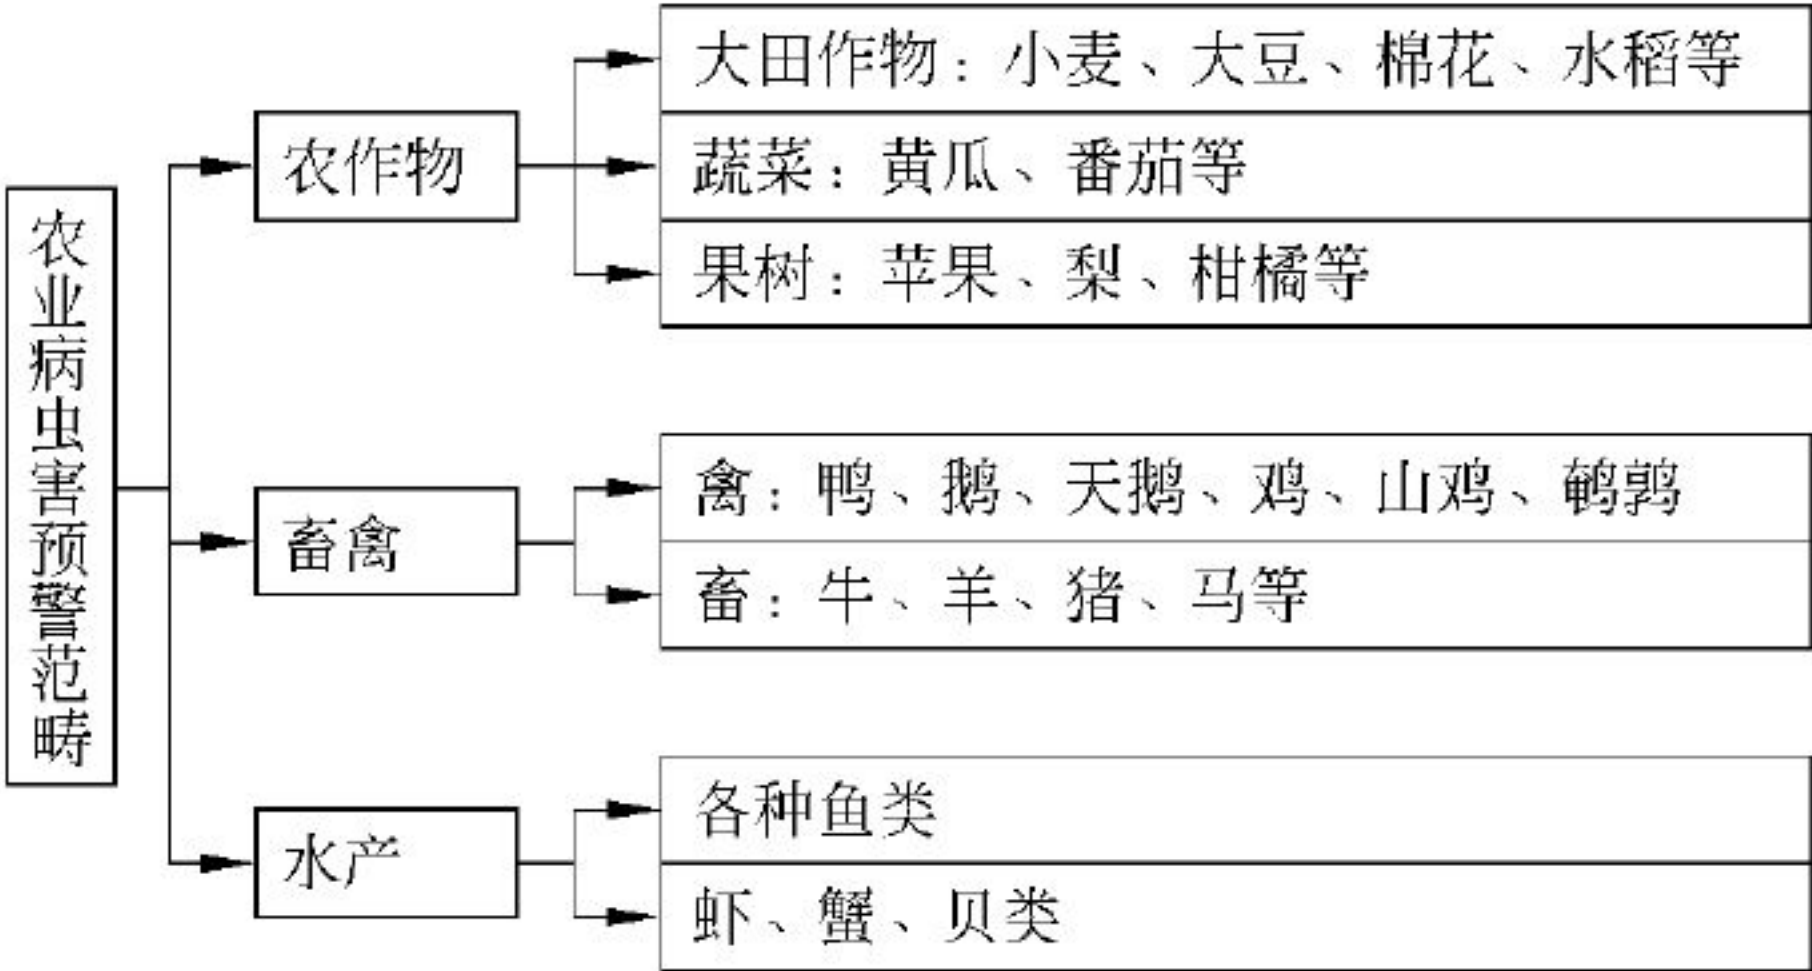 农业病虫害预警范畴
农作物
大田作物：小麦、大豆、棉花、水稻等
蔬菜：黄瓜、番茄等
果树：苹果、梨、柑橘等
畜禽
禽：鸭、鹅、天鹅、鸡、山鸡、鹌鹑
畜：牛、羊、猪、马等
水产
各种鱼类
虾、蟹、贝类